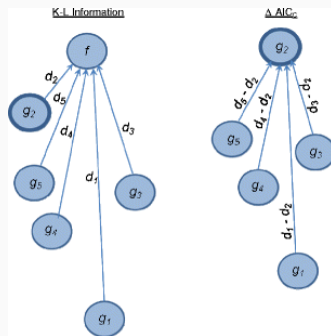 K-L Information
Δ AICc
f
g2
d2
d5
d4
d3
g2
d5 - d2
d4 - d2
d3 - d2
g5
g3
g5
d1
g3
g4
g4
d1 - d2
g1
g1